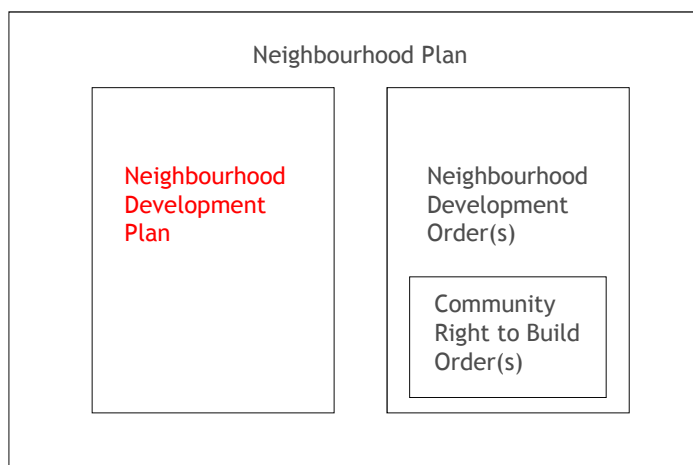 Neighbourhood Plan
Neighbourhood
Development
Plan
Neighbourhood
Development
Order(s)
Community
Right to Build
Order(s)